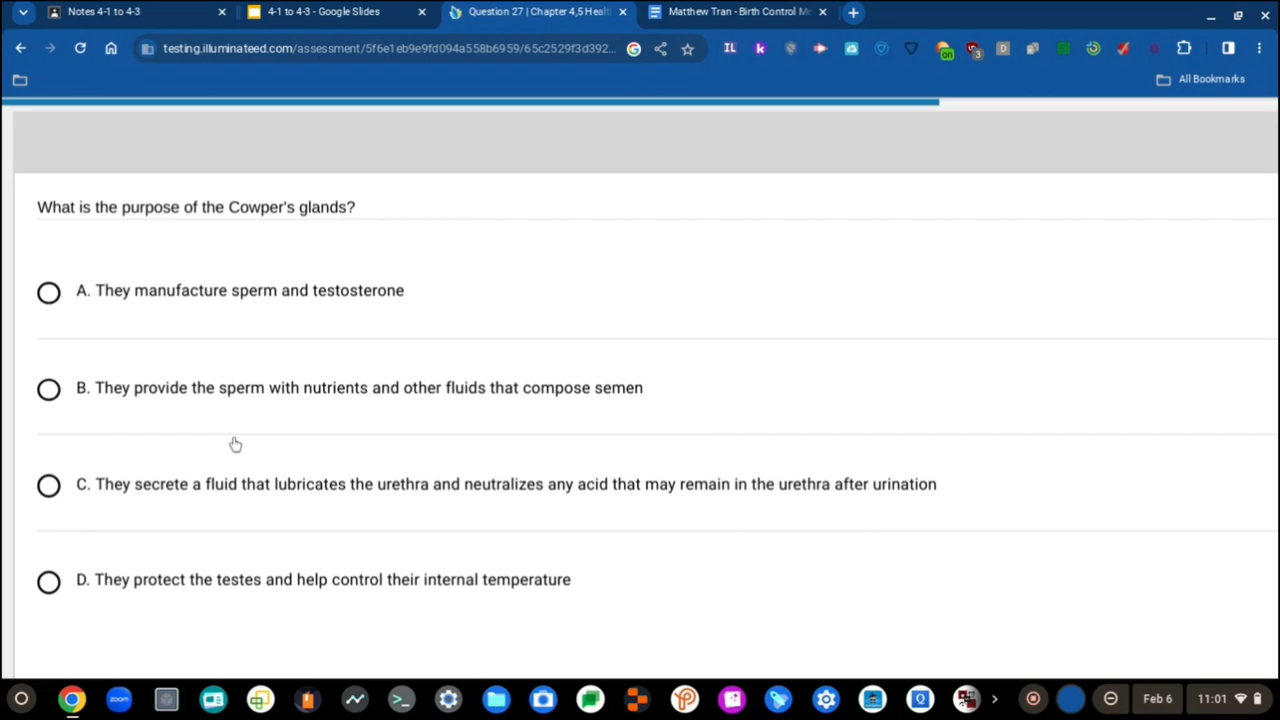 Notes 4-1 to 4-3
4-1 to 4-3 - Google Slides
Question 27 | Chapter 4,5 Healt
Matthew Tran - Birth Control M
testing.illuminateed.com/assessment/5f6e1eb9e9fd094a558b6959/65c2529f3d392...
IL
k
on
3
D
All Bookmarks
What is the purpose of the Cowper's glands?
A. They manufacture sperm and testosterone
B. They provide the sperm with nutrients and other fluids that compose semen
C. They secrete a fluid that lubricates the urethra and neutralizes any acid that may remain in the urethra after urination
D. They protect the testes and help control their internal temperature
zoom
Q
Feb 6
11:01